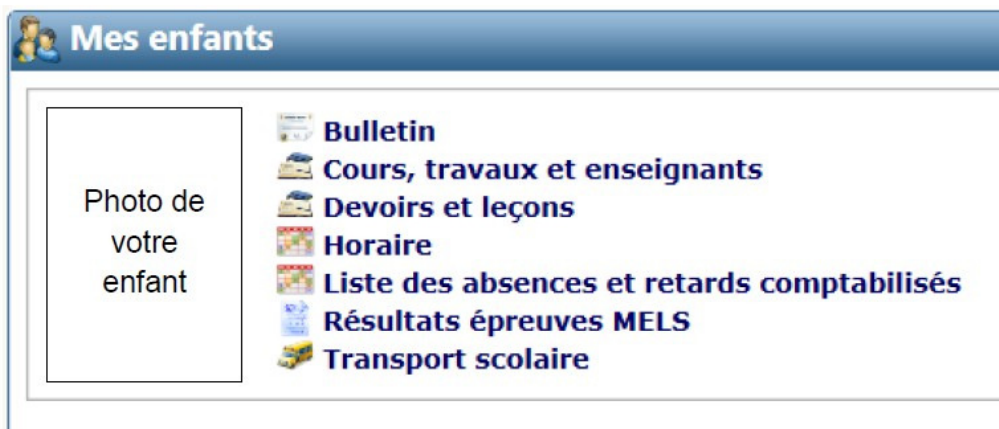 Mes enfants
Photo de
votre
enfant
Bulletin
Cours, travaux et enseignants
Devoirs et leçons
Horaire
Liste des absences et retards comptabilisés
Résultats épreuves MELS
Transport scolaire